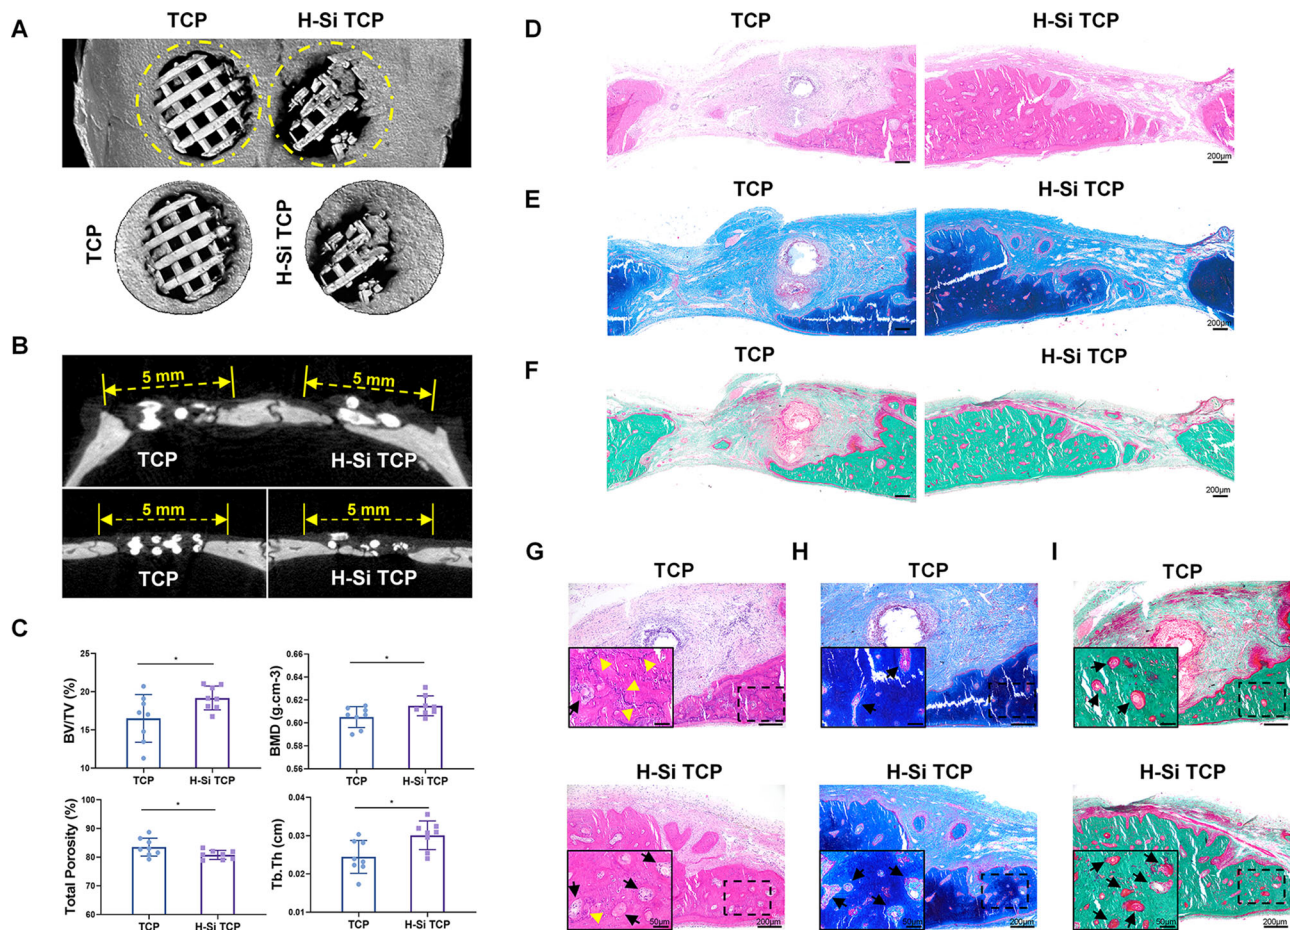 A
TCP
H-Si TCP
TCP
H-Si TCP
B
5 mm
5 mm
TCP
H-Si TCP
5 mm
5 mm
TCP
H-Si TCP
C
BV/TV (%)
25
20
15
10
*
TCP
H-Si TCP
BMD (g.cm-3)
0.66
0.64
0.62
0.60
0.58
0.56
*
TCP
H-Si TCP
Total Porosity (%)
100
90
80
70
60
*
TCP
H-Si TCP
Tb.Th (cm)
0.04
0.03
0.02
0.01
*
TCP
H-Si TCP
D
TCP
H-Si TCP
200μm
E
TCP
H-Si TCP
200μm
F
TCP
H-Si TCP
200μm
G
TCP
H-Si TCP
50μm
200μm
H
TCP
H-Si TCP
50μm
200μm
I
TCP
H-Si TCP
50μm
200μm